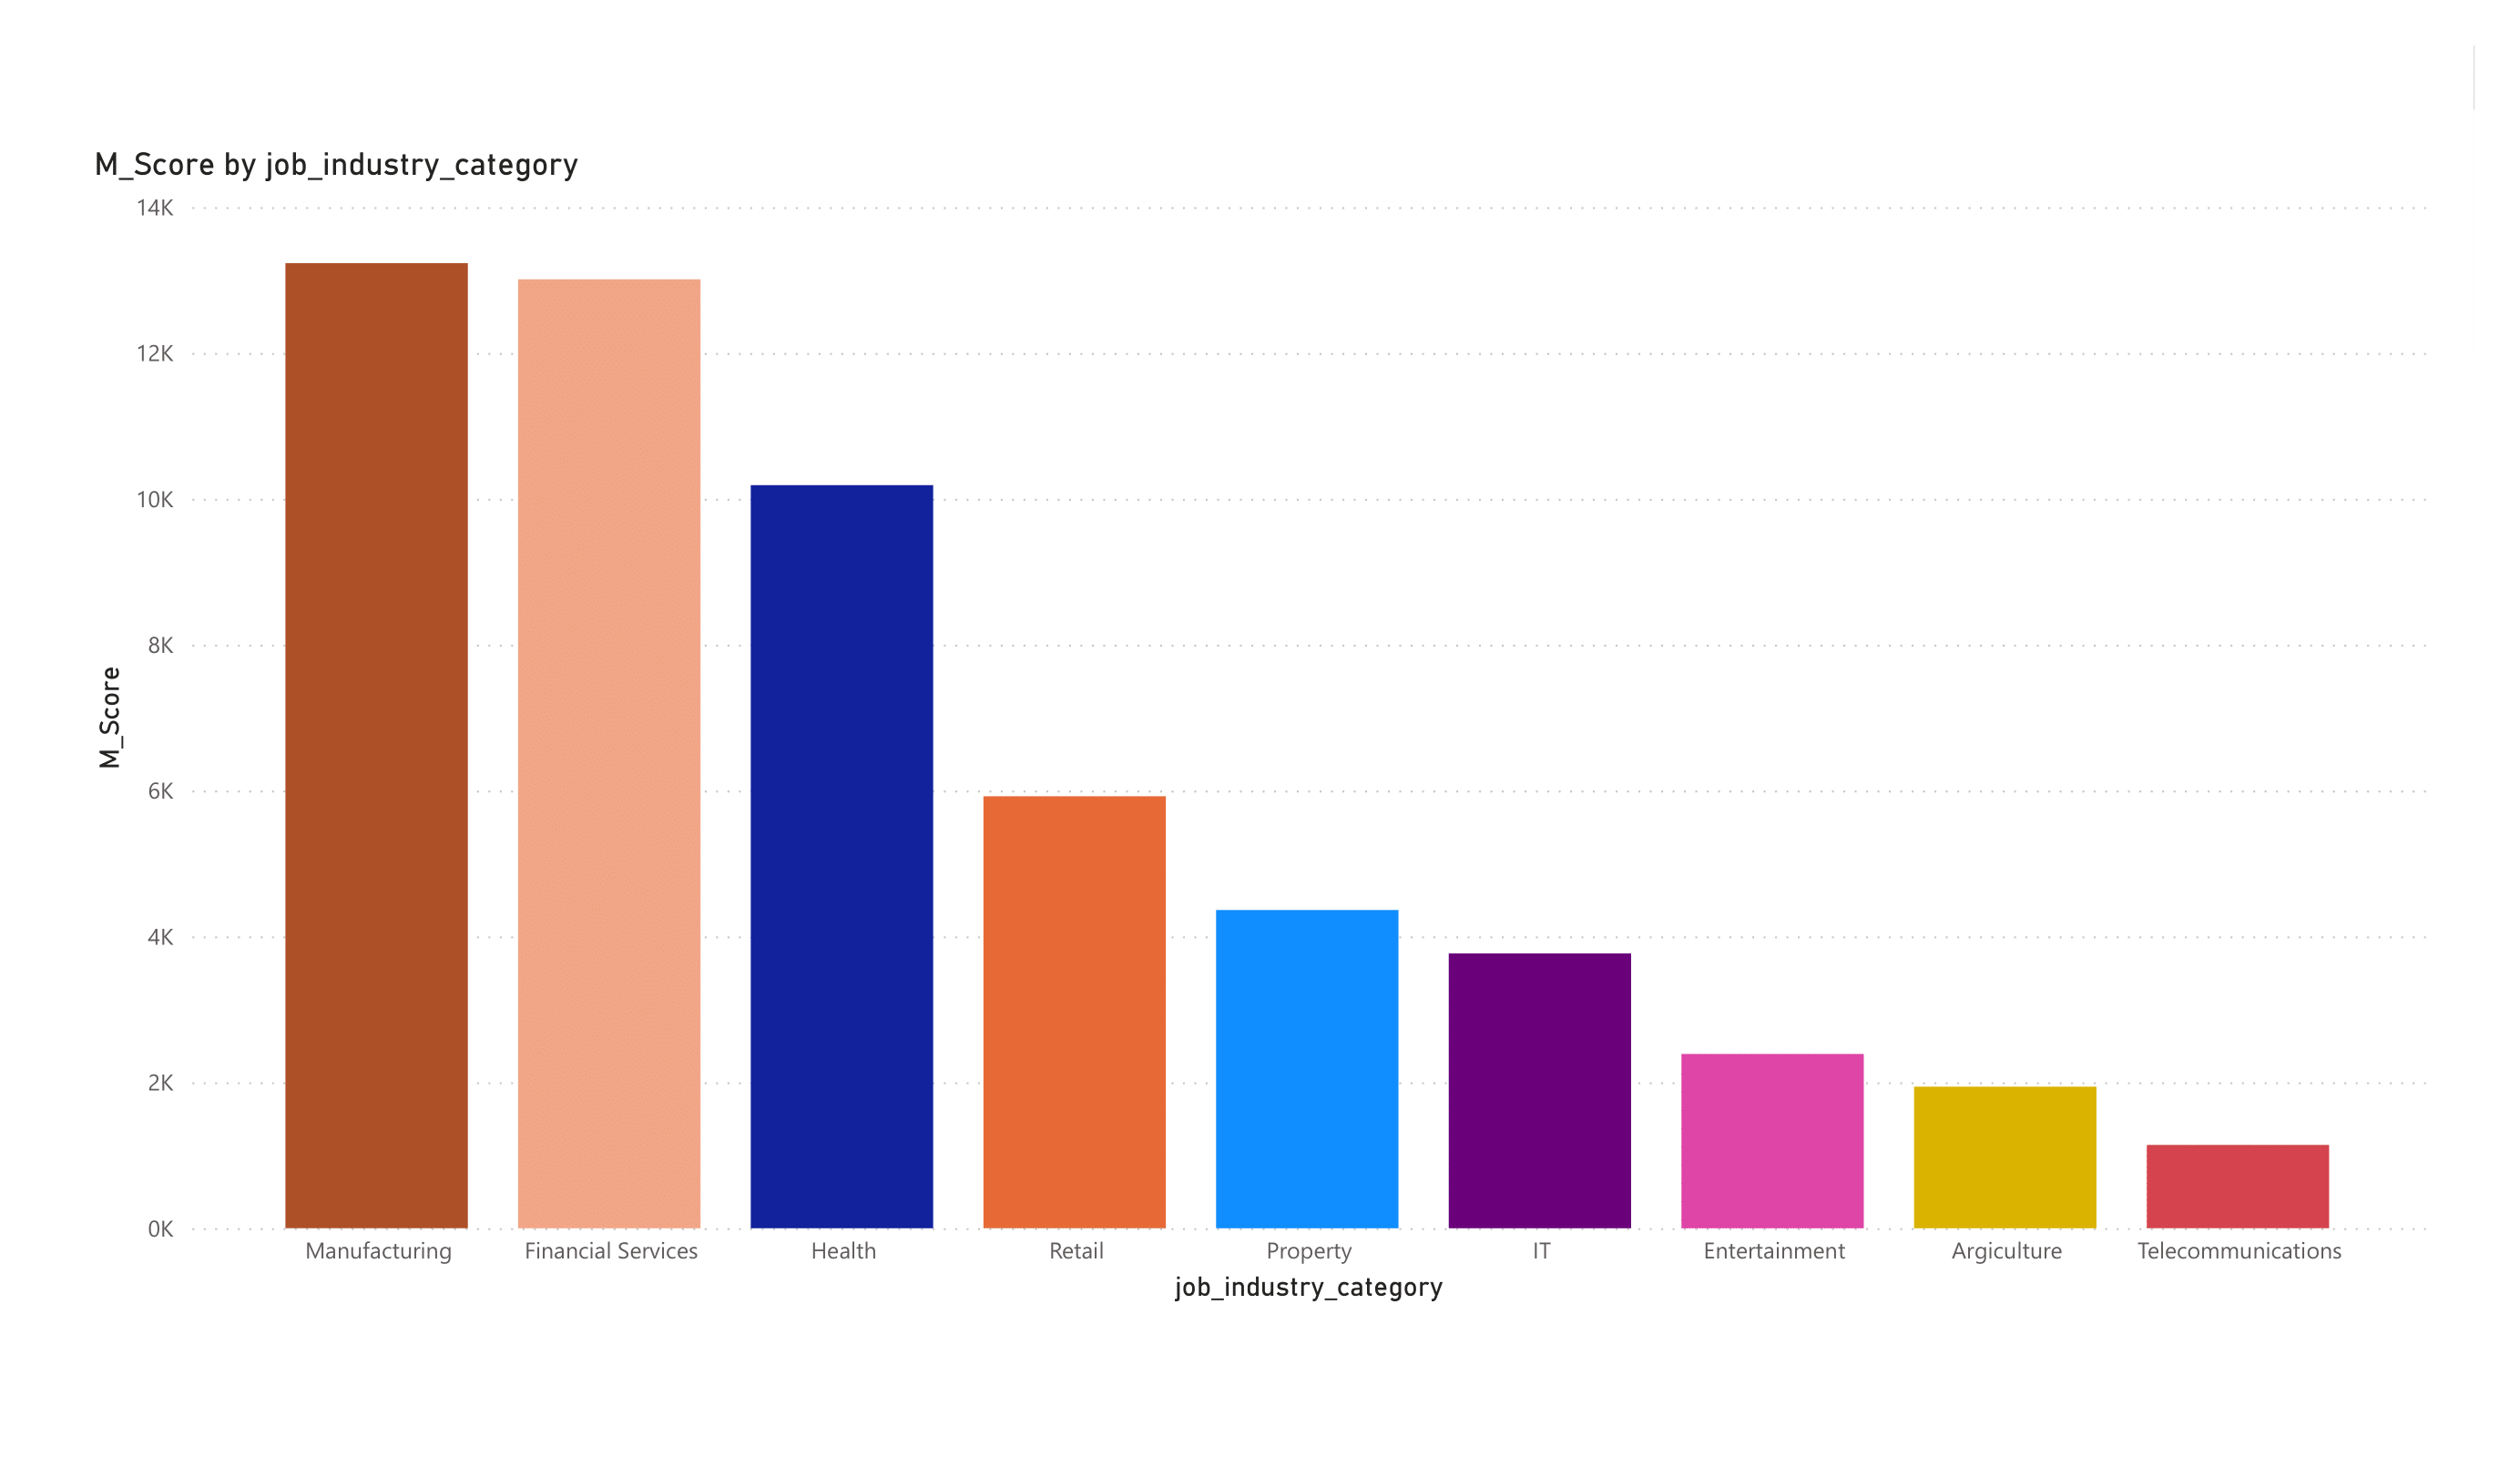 M_Score by job_industry_category
14K
12K
10K
8K
6K
4K
2K
0K
M_Score
Manufacturing Financial Services Health Retail Property IT Entertainment Argiculture Telecommunications
job_industry_category